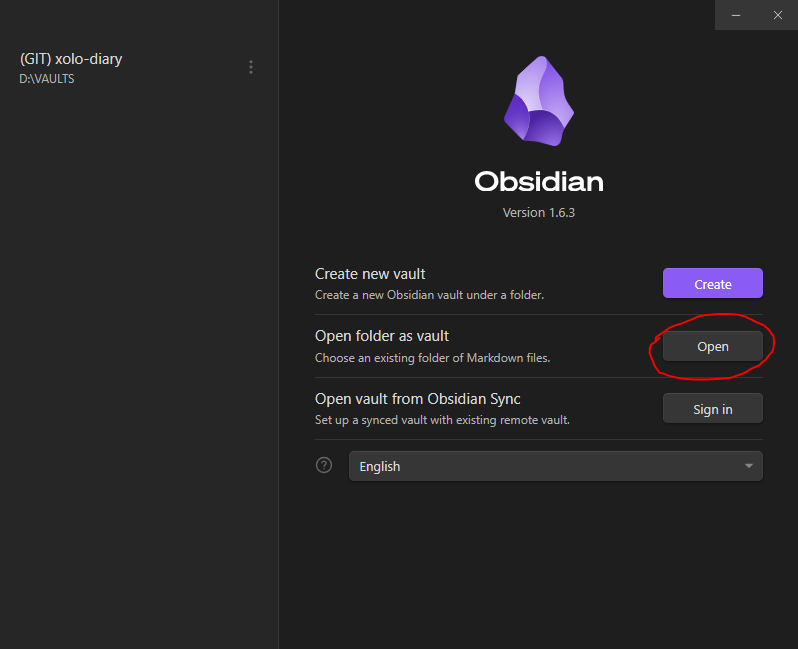 (GIT) xolo-diary
D:\VAULTS
Obsidian
Version 1.6.3
Create new vault
Create a new Obsidian vault under a folder.
Create
Open folder as vault
Choose an existing folder of Markdown files.
Open
Open vault from Obsidian Sync
Set up a synced vault with existing remote vault.
Sign in
?
English